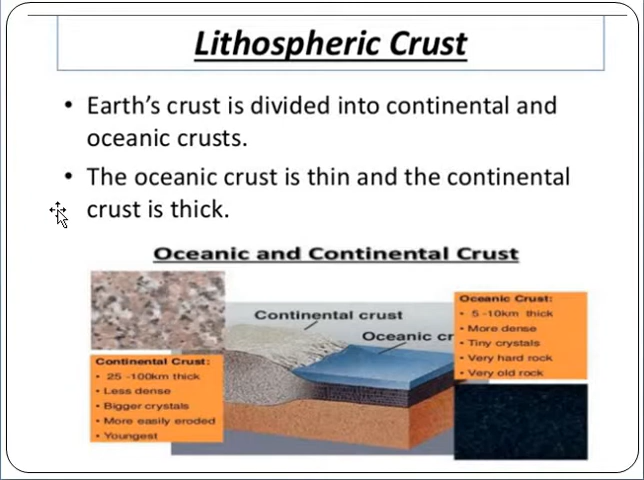 Lithospheric Crust
• Earth's crust is divided into continental and
oceanic crusts.
• The oceanic crust is thin and the continental
crust is thick.
Oceanic and Continental Crust
Continental crust
Oceanic cr
Oceanic Crust:
• 5 -10km thick
• More dense
• Tiny crystals
• Very hard rock
• Very old rock
Continental Crust:
• 25 -100km thick
• Less dense
• Bigger crystals
• More easily eroded
• Youngest